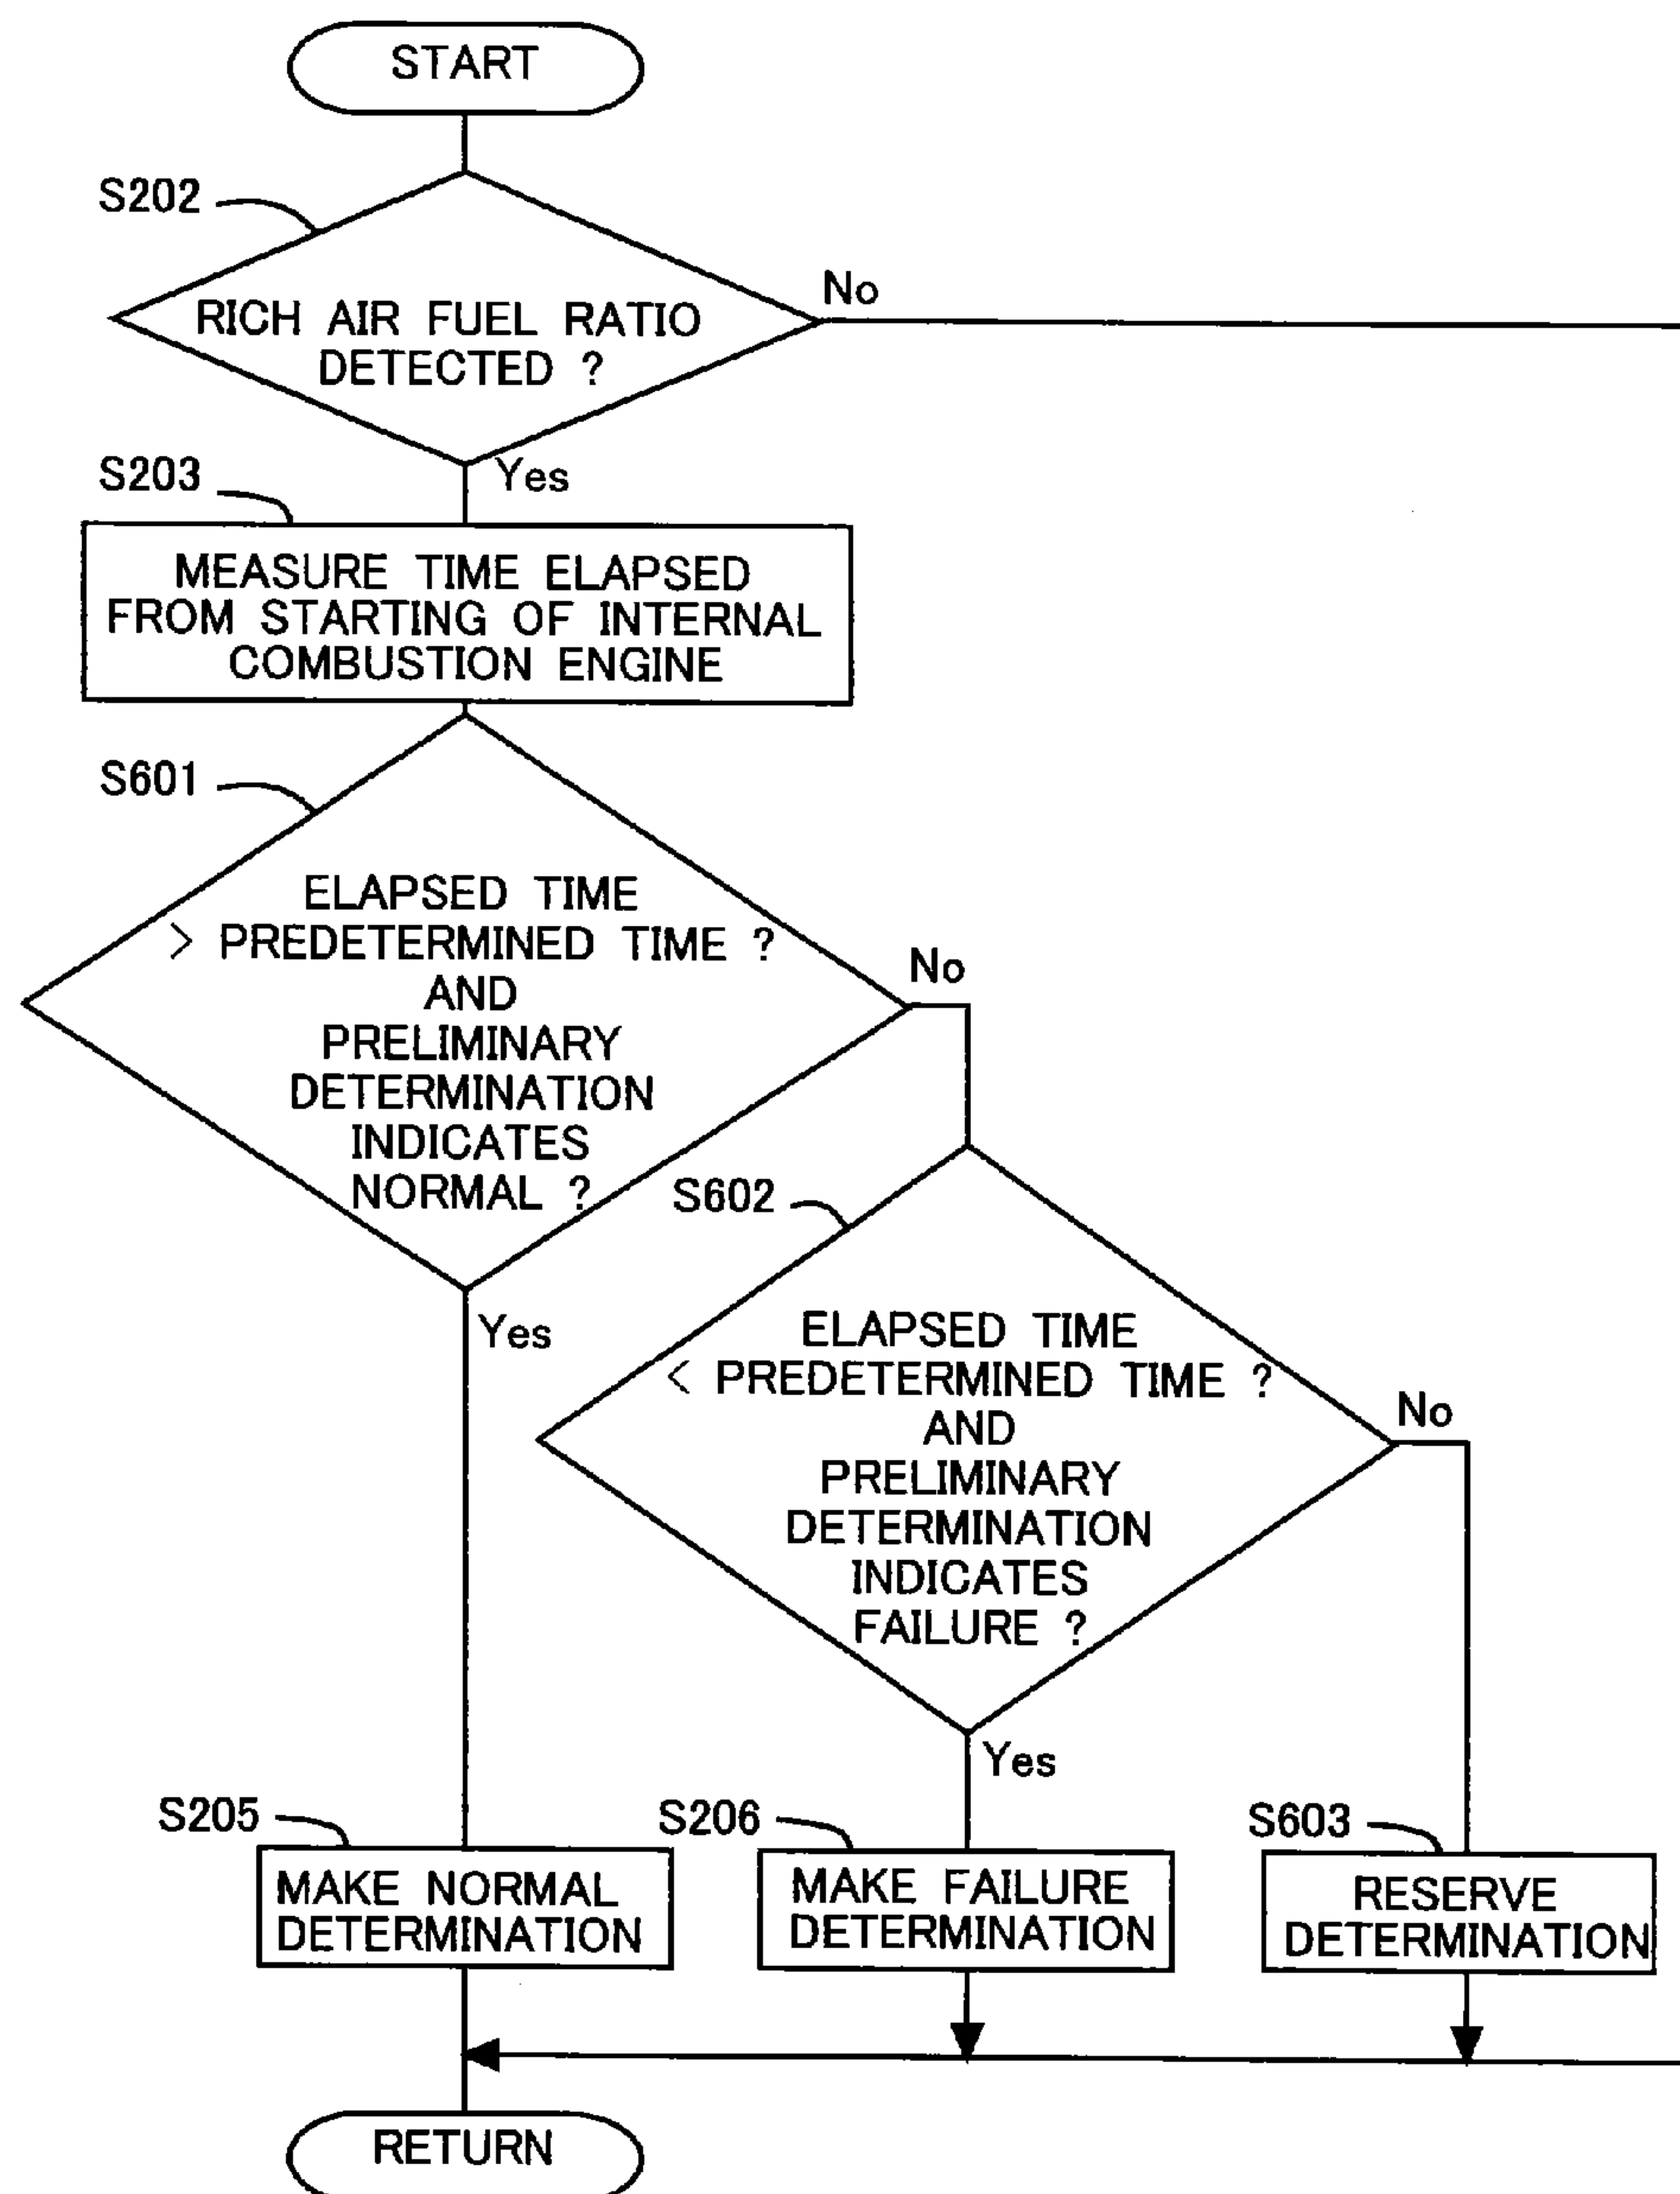 START
S202
RICH AIR FUEL RATIO
DETECTED ?
No
Yes
S203
MEASURE TIME ELAPSED
FROM STARTING OF INTERNAL
COMBUSTION ENGINE
S601
ELAPSED TIME
> PREDETERMINED TIME ?
AND
PRELIMINARY
DETERMINATION
INDICATES
NORMAL ?
No
Yes
S602
ELAPSED TIME
< PREDETERMINED TIME ?
AND
PRELIMINARY
DETERMINATION
INDICATES
FAILURE ?
No
Yes
S205
MAKE NORMAL
DETERMINATION
S206
MAKE FAILURE
DETERMINATION
S603
RESERVE
DETERMINATION
RETURN